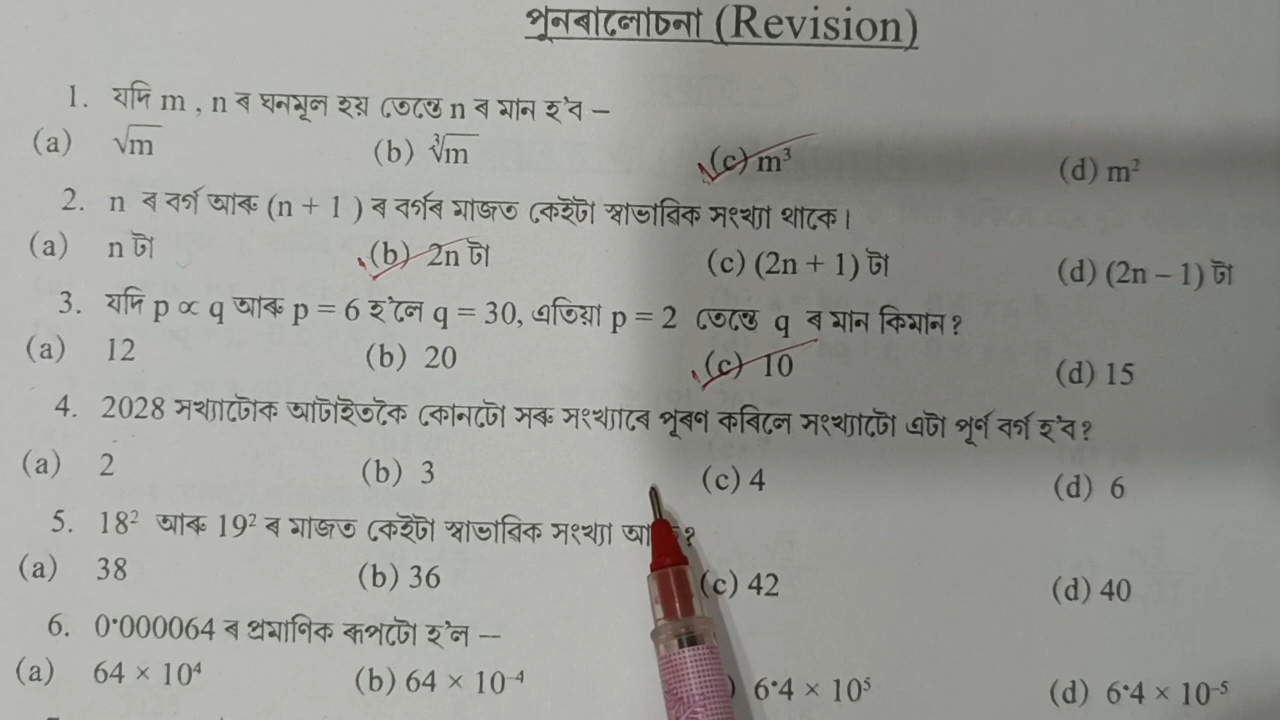 পুনৰালোচনা (Revision)
1. যদি m , n ৰ ঘনমূল হয় তেন্তে n ৰ মান হ'ব –
(a) √m (b) ∛m (c) m³ (d) m²
2. n ৰ বৰ্গ আৰু (n + 1 ) ৰ বৰ্গৰ মাজত কেইটা স্বাভাৱিক সংখ্যা থাকে।
(a) n টা (b) 2n টা (c) (2n + 1) টা (d) (2n – 1) টা
3. যদি p ∝ q আৰু p = 6 হ'লে q = 30, এতিয়া p = 2 তেন্তে q ৰ মান কিমান?
(a) 12 (b) 20 (c) 10 (d) 15
4. 2028 সখ্যাটোক আটাইতকৈ কোনটো সৰু সংখ্যাৰে পূৰণ কৰিলে সংখ্যাটো এটা পূৰ্ণ বৰ্গ হ'ব?
(a) 2 (b) 3 (c) 4 (d) 6
5. 18² আৰু 19² ৰ মাজত কেইটা স্বাভাৱিক সংখ্যা ?
(a) 38 (b) 36 (c) 42 (d) 40
6. 0·000064 ৰ প্ৰমাণিক ৰূপটো হ'ল —
(a) 64 × 10⁴ (b) 64 × 10⁻⁴ ) 6·4 × 10⁵ (d) 6·4 × 10⁻⁵